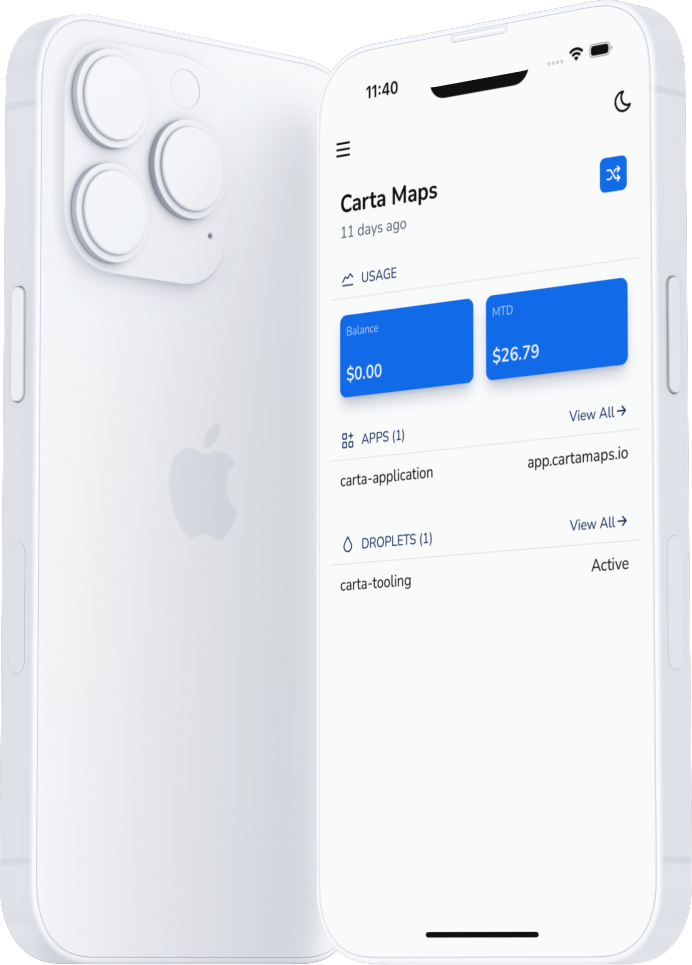 11:40
Carta Maps
11 days ago
USAGE
Balance
$0.00
MTD
$26.79
APPS (1)
View All
carta-application
app.cartamaps.io
DROPLETS (1)
View All
carta-tooling
Active